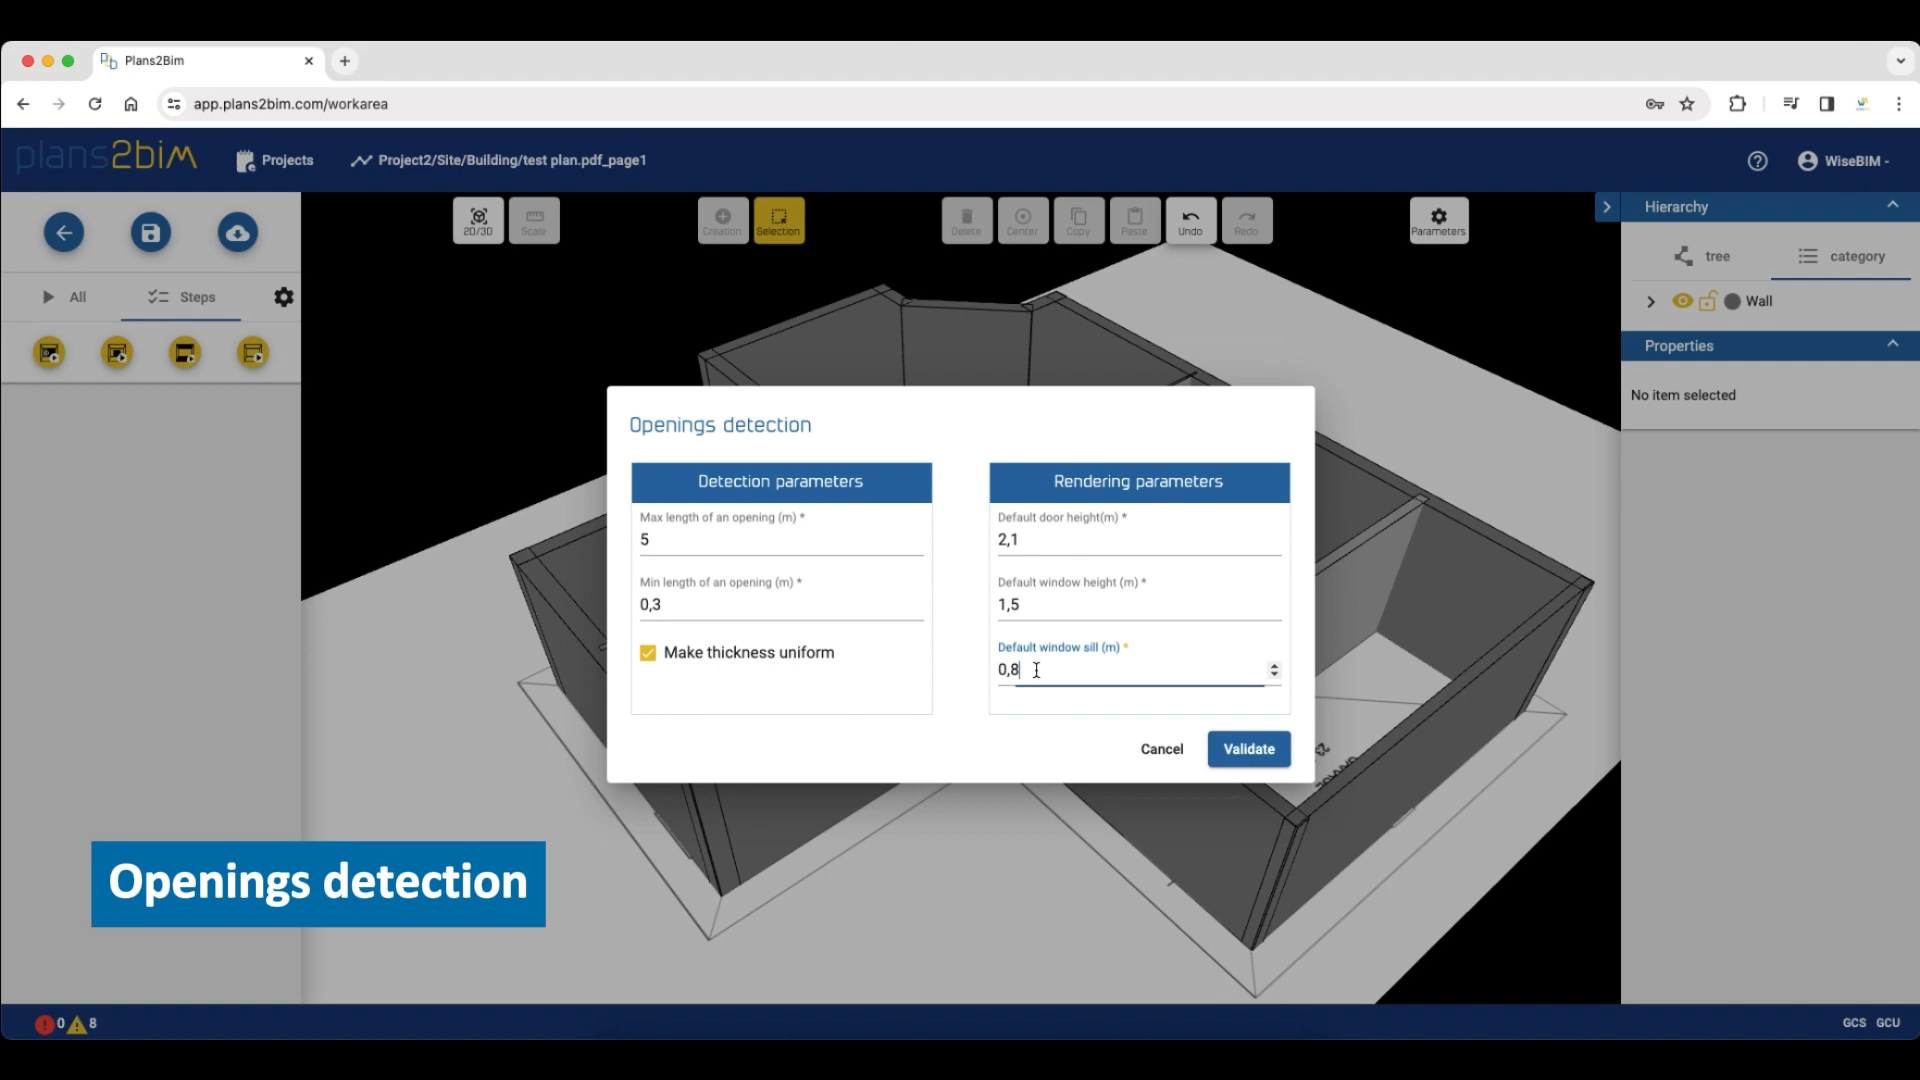 Plans2Bim
app.plans2bim.com/workarea
plans2bim
Projects
Project2/Site/Building/test plan.pdf_page1
WiseBIM -
2D/3D
Scale
Creation
Selection
Delete
Center
Copy
Paste
Undo
Redo
Parameters
Hierarchy
tree
category
Wall
Properties
No item selected
All
Steps
Openings detection
Detection parameters
Max length of an opening (m) *
5
Min length of an opening (m) *
0,3
Make thickness uniform
Rendering parameters
Default door height(m) *
2,1
Default window height (m) *
1,5
Default window sill (m) *
0,8
Cancel
Validate
Openings detection
0
8
GCS GCU